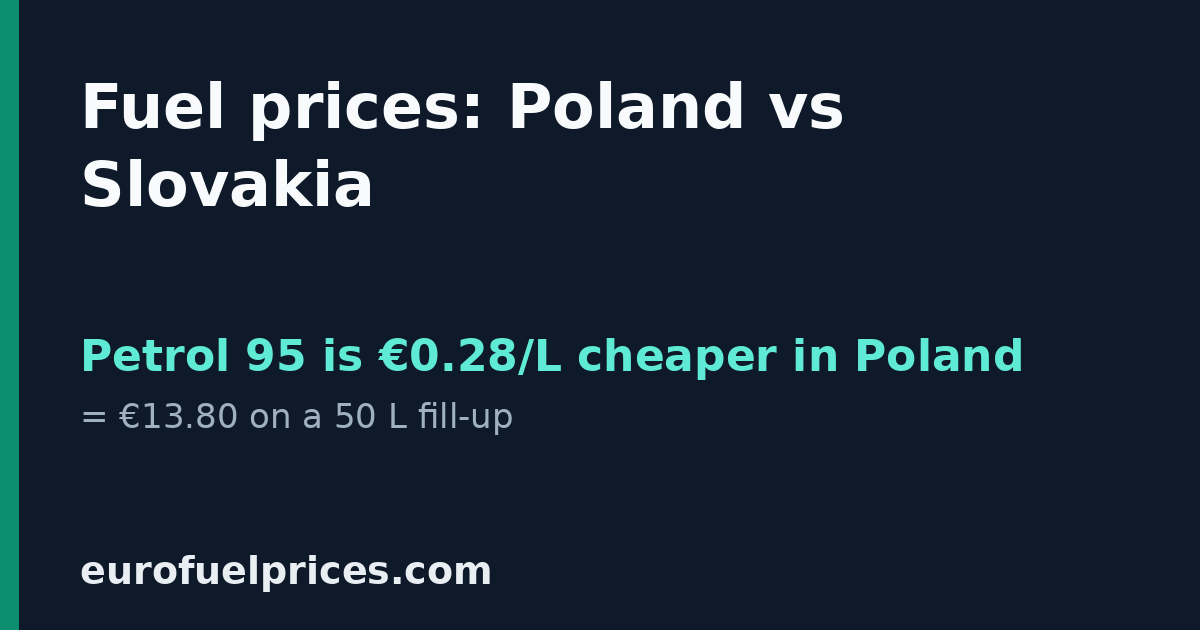 Fuel prices: Poland vs
Slovakia
Petrol 95 is €0.28/L cheaper in Poland
= €13.80 on a 50 L fill-up
eurofuelprices.com